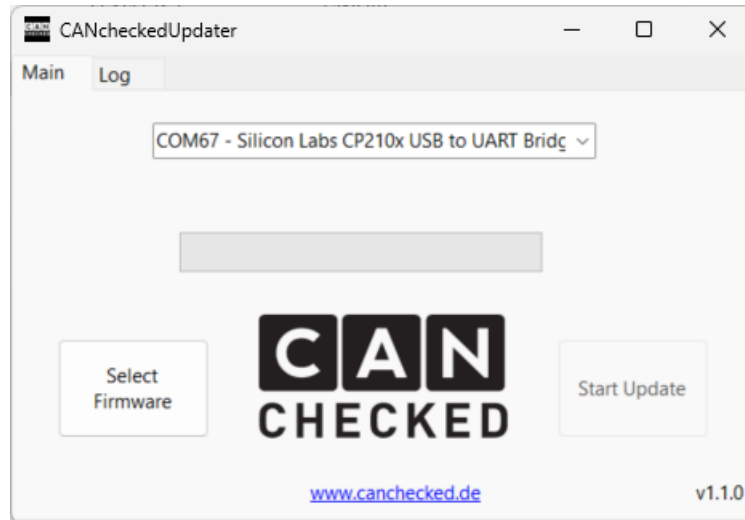 CANcheckedUpdater
Main
Log
COM67 - Silicon Labs CP210x USB to UART Bridg
CAN
CHECKED
Select
Firmware
Start Update
www.canchecked.de
v1.1.0